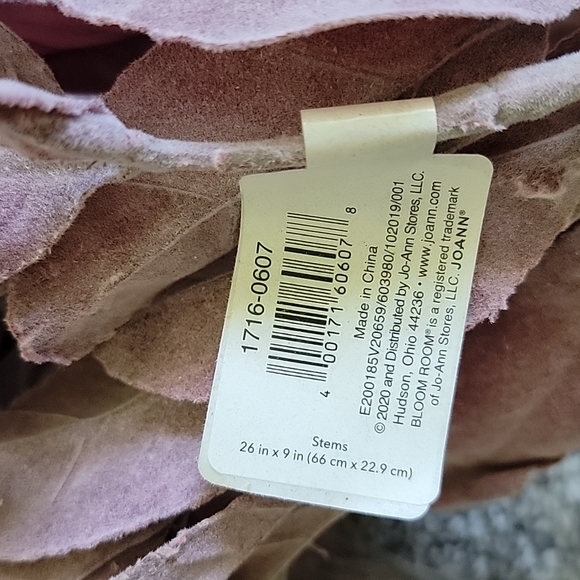 1716-0607
4 00171 60607 8
Made in China
E200185V20659/603980/102019/001
© 2020 and Distributed by Jo-Ann Stores, LLC.
Hudson, Ohio 44236 • www.joann.com
BLOOM ROOM® is a registered trademark
of Jo-Ann Stores, LLC. JOANN®
Stems
26 in x 9 in (66 cm x 22.9 cm)